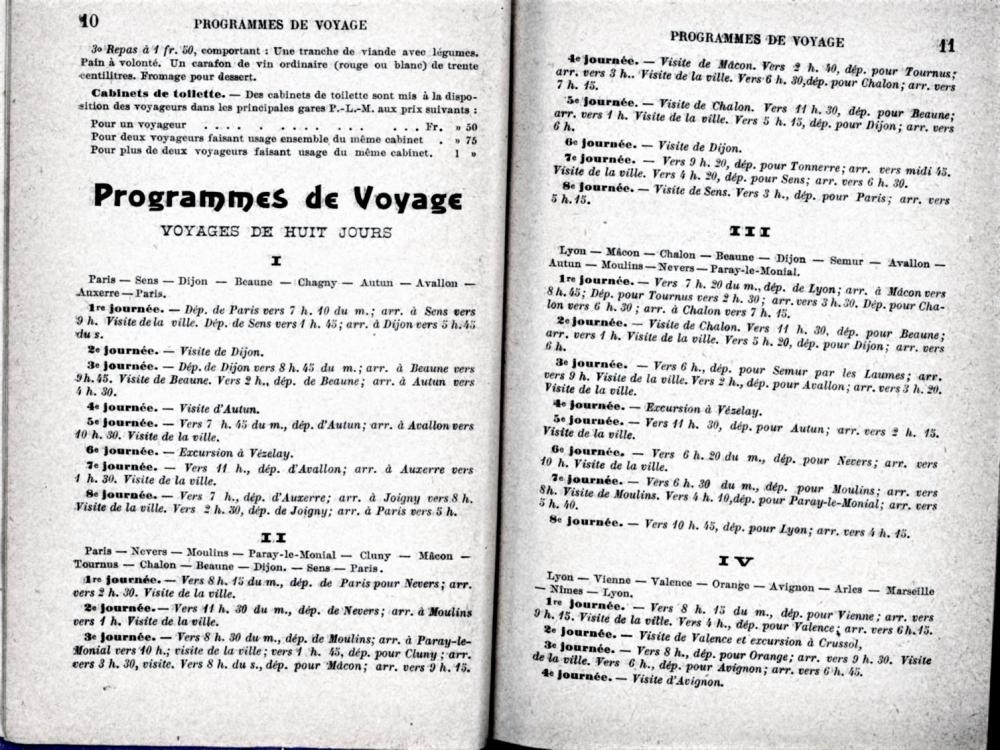 10
PROGRAMMES DE VOYAGE
3o Repas à 1 fr. 50, comportant : Une tranche de viande avec légumes.
Pain à volonté. Un carafon de vin ordinaire (rouge ou blanc) de trente
centilitres. Fromage pour dessert.
Cabinets de toilette. — Des cabinets de toilette sont mis à la dispo-
sition des voyageurs dans les principales gares P.-L.-M. aux prix suivants :
Pour un voyageur . . . . . . . . . . . Fr. » 50
Pour deux voyageurs faisant usage ensemble du même cabinet . » 75
Pour plus de deux voyageurs faisant usage du même cabinet. 1 »
Programmes de Voyage
VOYAGES DE HUIT JOURS
I
Paris — Sens — Dijon — Beaune — Chagny — Autun — Avallon —
Auxerre — Paris.
1re journée. — Dép. de Paris vers 7 h. 10 du m.; arr. à Sens vers
9 h. Visite de la ville. Dép. de Sens vers 1 h. 45; arr. à Dijon vers 5 h. 45
du s.
2e journée. — Visite de Dijon.
3e journée. — Dép. de Dijon vers 8 h. 45 du m.; arr. à Beaune vers
9h. 45. Visite de Beaune. Vers 2 h., dép. de Beaune; arr. à Autun vers
4 h. 30.
4e journée. — Visite d'Autun.
5e journée. — Vers 7 h. 45 du m., dép. d'Autun; arr. à Avallon vers
10 h. 30. Visite de la ville.
6e journée. — Excursion à Vézelay.
7e journée. — Vers 11 h., dép. d'Avallon; arr. à Auxerre vers
1 h. 30. Visite de la ville.
8e journée. — Vers 7 h., dép. d'Auxerre; arr. à Joigny vers 8 h.
Visite de la ville. Vers 2 h. 30, dép. de Joigny; arr. à Paris vers 5 h.
II
Paris — Nevers — Moulins — Paray-le-Monial — Cluny — Mâcon —
Tournus — Chalon — Beaune — Dijon. — Sens — Paris.
1re journée. — Vers 8 h. 15 du m., dép. de Paris pour Nevers; arr.
vers 2 h. 30. Visite de la ville.
2e journée. — Vers 11 h. 30 du m., dép. de Nevers; arr. à Moulins
vers 1 h. Visite de la ville.
3e journée. — Vers 8 h. 30 du m., dép. de Moulins; arr. à Paray-le-
Monial vers 10 h.; visite de la ville; vers 1 h. 45, dép. pour Cluny; arr.
vers 3 h. 30, visite. Vers 8 h. du s., dép. pour Mâcon; arr. vers 9 h. 15.
PROGRAMMES DE VOYAGE
11
4e journée. — Visite de Mâcon. Vers 2 h. 40, dép. pour Tournus;
arr. vers 3 h.. Visite de la ville. Vers 6 h. 30, dép. pour Chalon; arr. vers
7 h. 15.
5e journée. — Visite de Chalon. Vers 11 h. 30, dép. pour Beaune;
arr. vers 1 h. Visite de la ville. Vers 5 h. 15, dép. pour Dijon; arr. vers
6 h.
6e journée. — Visite de Dijon.
7e journée. — Vers 9 h. 20, dép. pour Tonnerre; arr. vers midi 45.
Visite de la ville. Vers 4 h. 20, dép. pour Sens; arr. vers 6 h. 30.
8e journée. — Visite de Sens. Vers 3 h., dép. pour Paris; arr. vers
5 h. 15.
III
Lyon — Mâcon — Chalon — Beaune — Dijon — Semur — Avallon —
Autun — Moulins — Nevers — Paray-le-Monial.
1re journée. — Vers 7 h. 20 du m., dép. de Lyon; arr. à Mâcon vers
8 h. 45; Dép. pour Tournus vers 2 h. 30; arr. vers 3 h. 30. Dép. pour Cha-
lon vers 6 h. 30; arr. à Chalon vers 7 h. 15.
2e journée. — Visite de Chalon. Vers 11 h. 30, dép. pour Beaune;
arr. vers 1 h. Visite de la ville. Vers 5 h. 20, dép. pour Dijon; arr. vers
6 h.
3e journée. — Vers 6 h., dép. pour Semur par les Laumes; arr.
vers 9 h. Visite de la ville. Vers 2 h., dép. pour Avallon; arr. vers 3 h. 20.
Visite de la ville.
4e journée. — Excursion à Vézelay.
5e journée. — Vers 11 h. 30, dép. pour Autun; arr. vers 2 h. 15.
Visite de la ville.
6e journée. — Vers 6 h. 20 du m., dép. pour Nevers; arr. vers
10 h. Visite de la ville.
7e journée. — Vers 6 h. 30 du m., dép. pour Moulins; arr. vers
8h. Visite de Moulins. Vers 4 h. 10, dép. pour Paray-le-Monial; arr. vers
5 h. 40.
8e journée. — Vers 10 h. 45, dép. pour Lyon; arr. vers 4 h. 15.
IV
Lyon — Vienne — Valence — Orange — Avignon — Arles — Marseille
— Nîmes — Lyon.
1re journée. — Vers 8 h. 15 du m., dép. pour Vienne; arr. vers
9 h. 15. Visite de la ville. Vers 4 h., dép. pour Valence; arr. vers 6 h. 15.
2e journée. — Visite de Valence et excursion à Crussol,
3e journée. — Vers 8 h., dép. pour Orange; arr. vers 9 h. 30. Visite
de la ville. Vers 6 h., dép. pour Avignon; arr. vers 6 h. 45.
4e journée. — Visite d'Avignon.